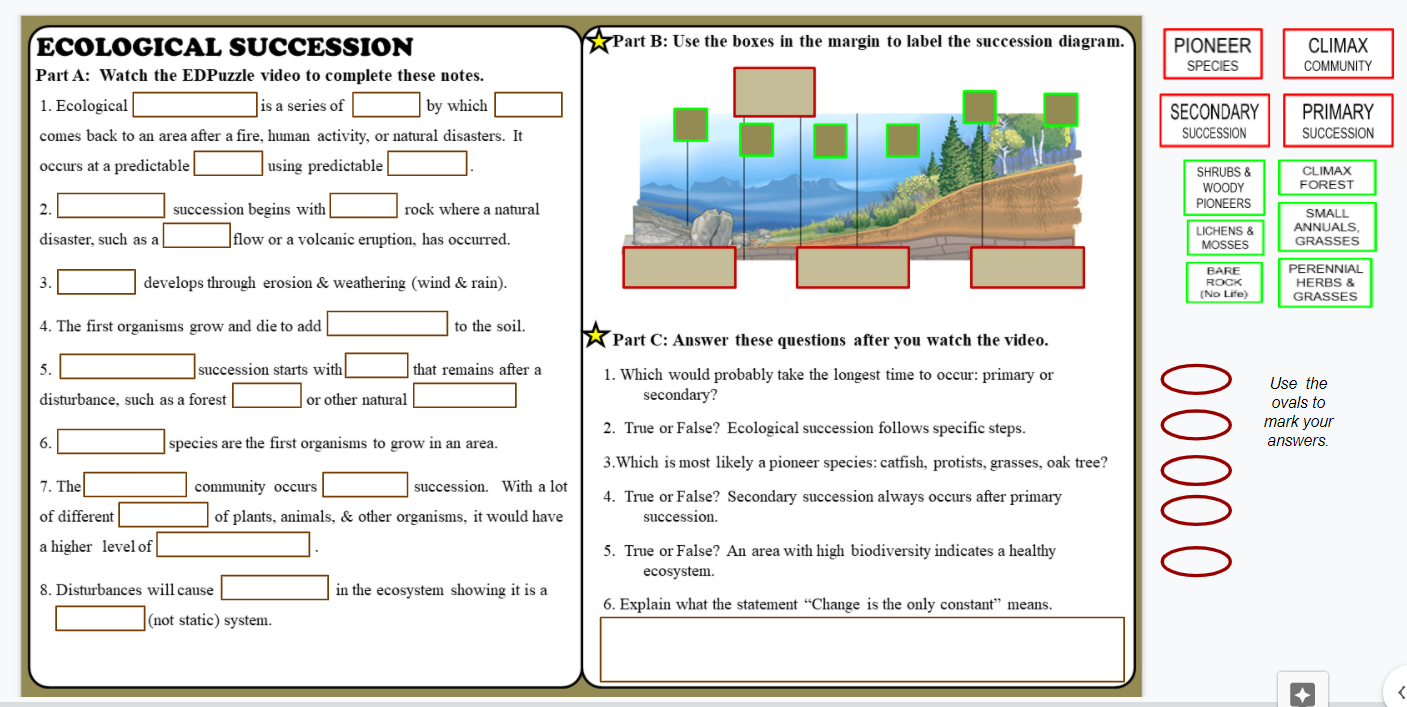 ECOLOGICAL SUCCESSION
Part A: Watch the EDPuzzle video to complete these notes.
1. Ecological is a series of by which
comes back to an area after a fire, human activity, or natural disasters. It
occurs at a predictable using predictable .
2. succession begins with rock where a natural
disaster, such as a flow or a volcanic eruption, has occurred.
3. develops through erosion & weathering (wind & rain).
4. The first organisms grow and die to add to the soil.
5. succession starts with that remains after a
disturbance, such as a forest or other natural
6. species are the first organisms to grow in an area.
7. The community occurs succession. With a lot
of different of plants, animals, & other organisms, it would have
a higher level of .
8. Disturbances will cause in the ecosystem showing it is a
(not static) system.
Part B: Use the boxes in the margin to label the succession diagram.
Part C: Answer these questions after you watch the video.
1. Which would probably take the longest time to occur: primary or
secondary?
2. True or False? Ecological succession follows specific steps.
3.Which is most likely a pioneer species: catfish, protists, grasses, oak tree?
4. True or False? Secondary succession always occurs after primary
succession.
5. True or False? An area with high biodiversity indicates a healthy
ecosystem.
6. Explain what the statement “Change is the only constant” means.
PIONEER
SPECIES
CLIMAX
COMMUNITY
SECONDARY
SUCCESSION
PRIMARY
SUCCESSION
SHRUBS &
WOODY
PIONEERS
CLIMAX
FOREST
LICHENS &
MOSSES
SMALL
ANNUALS,
GRASSES
BARE
ROCK
(No Life)
PERENNIAL
HERBS &
GRASSES
Use the
ovals to
mark your
answers.